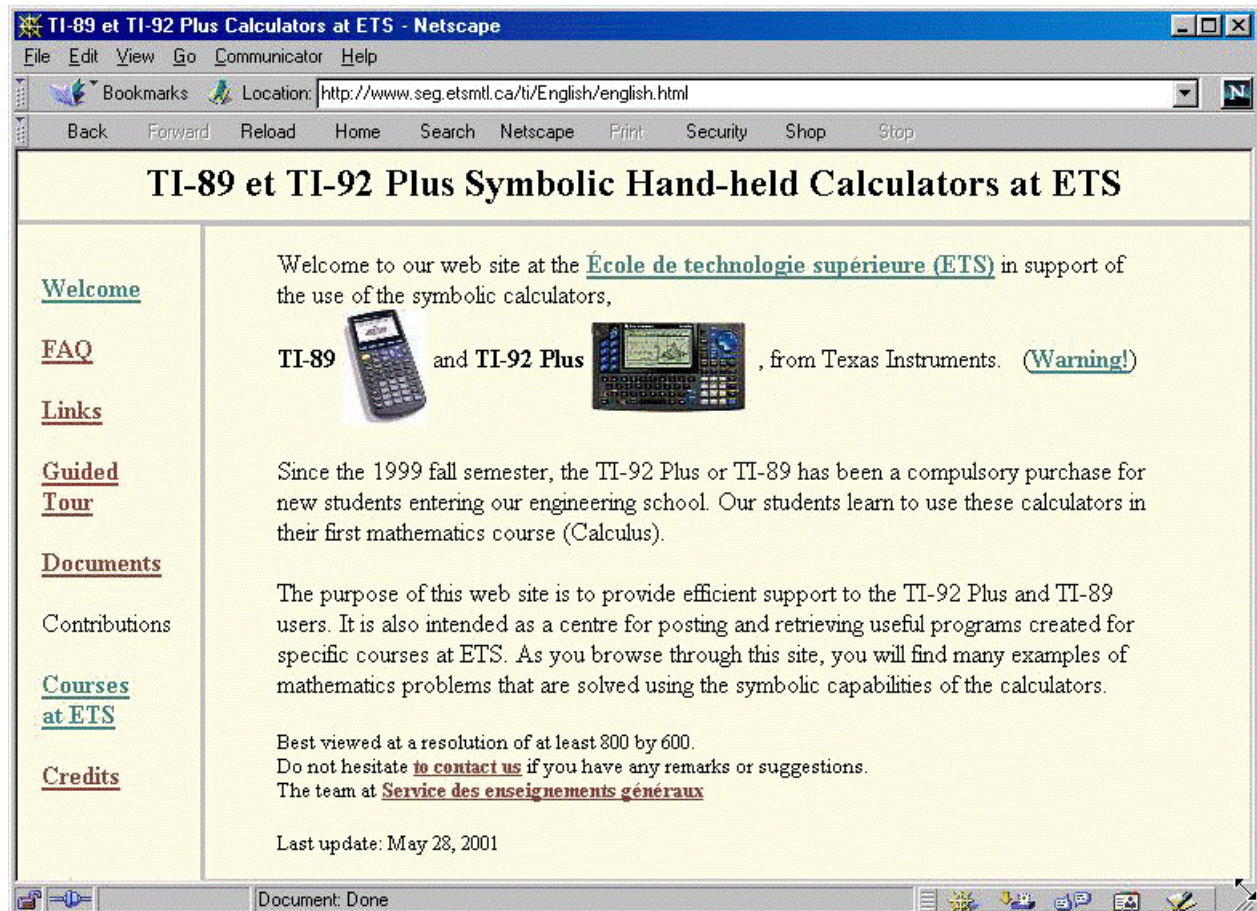 TI-89 et TI-92 Plus Calculators at ETS - Netscape
File Edit View Go Communicator Help
Bookmarks Location: http://www.seg.etsmtl.ca/ti/English/english.html N
Back Forward Reload Home Search Netscape Print Security Shop Stop
TI-89 et TI-92 Plus Symbolic Hand-held Calculators at ETS
Welcome
FAQ
Links
Guided
Tour
Documents
Contributions
Courses
at ETS
Credits
Welcome to our web site at the École de technologie supérieure (ETS) in support of
the use of the symbolic calculators,
TI-89 and TI-92 Plus , from Texas Instruments. (Warning!)
Since the 1999 fall semester, the TI-92 Plus or TI-89 has been a compulsory purchase for
new students entering our engineering school. Our students learn to use these calculators in
their first mathematics course (Calculus).
The purpose of this web site is to provide efficient support to the TI-92 Plus and TI-89
users. It is also intended as a centre for posting and retrieving useful programs created for
specific courses at ETS. As you browse through this site, you will find many examples of
mathematics problems that are solved using the symbolic capabilities of the calculators.
Best viewed at a resolution of at least 800 by 600.
Do not hesitate to contact us if you have any remarks or suggestions.
The team at Service des enseignements généraux
Last update: May 28, 2001
Document: Done